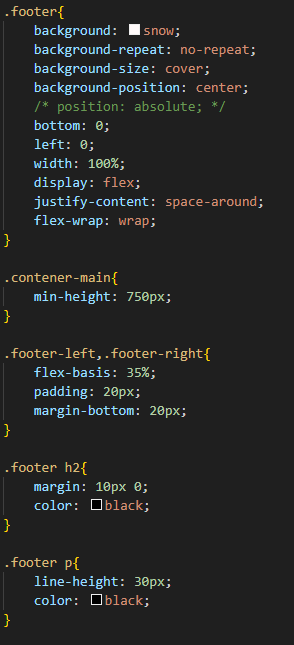 .footer{
background: snow;
background-repeat: no-repeat;
background-size: cover;
background-position: center;
/* position: absolute; */
bottom: 0;
left: 0;
width: 100%;
display: flex;
justify-content: space-around;
flex-wrap: wrap;
}
.contener-main{
min-height: 750px;
}
.footer-left,.footer-right{
flex-basis: 35%;
padding: 20px;
margin-bottom: 20px;
}
.footer h2{
margin: 10px 0;
color: black;
}
.footer p{
line-height: 30px;
color: black;
}